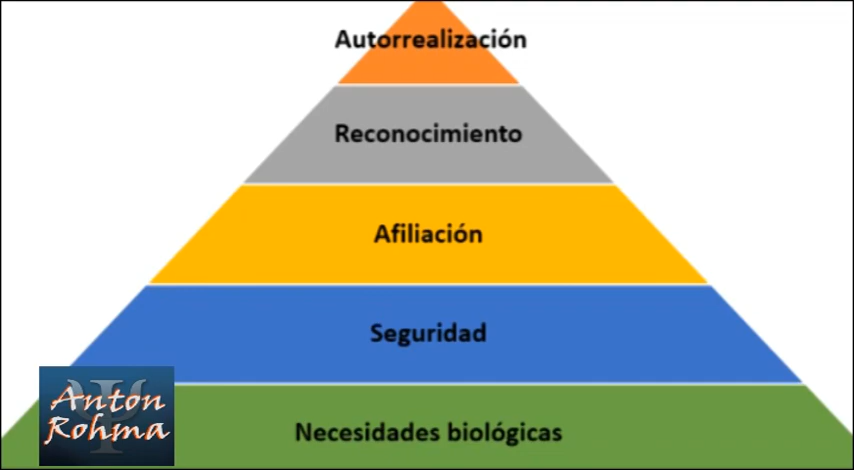 Autorrealización
Reconocimiento
Afiliación
Seguridad
Necesidades biológicas
Ψ
Anton
Rohma